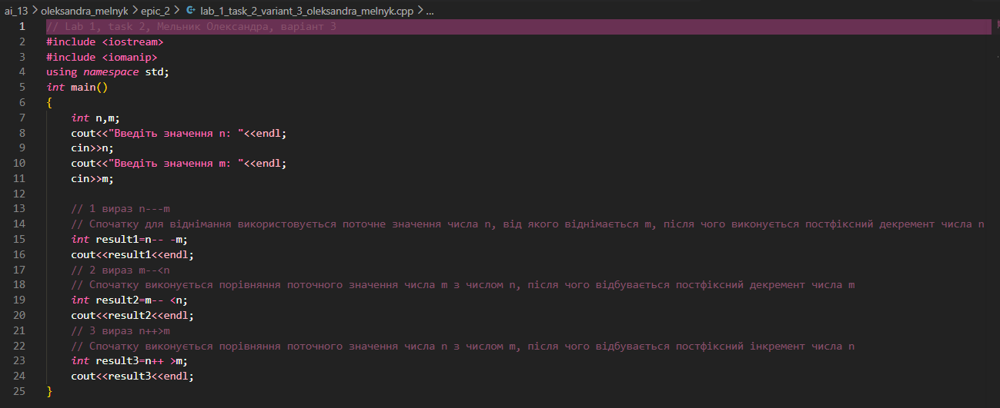 ai_13 > oleksandra_melnyk > epic_2 > lab_1_task_2_variant_3_oleksandra_melnyk.cpp > ...
1 // Lab 1, task 2, Мельник Олександра, варіант 3
2 #include <iostream>
3 #include <iomanip>
4 using namespace std;
5 int main()
6 {
7     int n,m;
8     cout<<"Введіть значення n: "<<endl;
9     cin>>n;
10     cout<<"Введіть значення m: "<<endl;
11     cin>>m;
12
13     // 1 вираз n---m
14     // Спочатку для віднімання використовується поточне значення числа n, від якого віднімається m, після чого виконується постфіксний декремент числа n
15     int result1=n-- -m;
16     cout<<result1<<endl;
17     // 2 вираз m--<n
18     // Спочатку виконується порівняння поточного значення числа m з числом n, після чого відбувається постфіксний декремент числа m
19     int result2=m-- <n;
20     cout<<result2<<endl;
21     // 3 вираз n++>m
22     // Спочатку виконується порівняння поточного значення числа n з числом m, після чого відбувається постфіксний інкремент числа n
23     int result3=n++ >m;
24     cout<<result3<<endl;
25 }